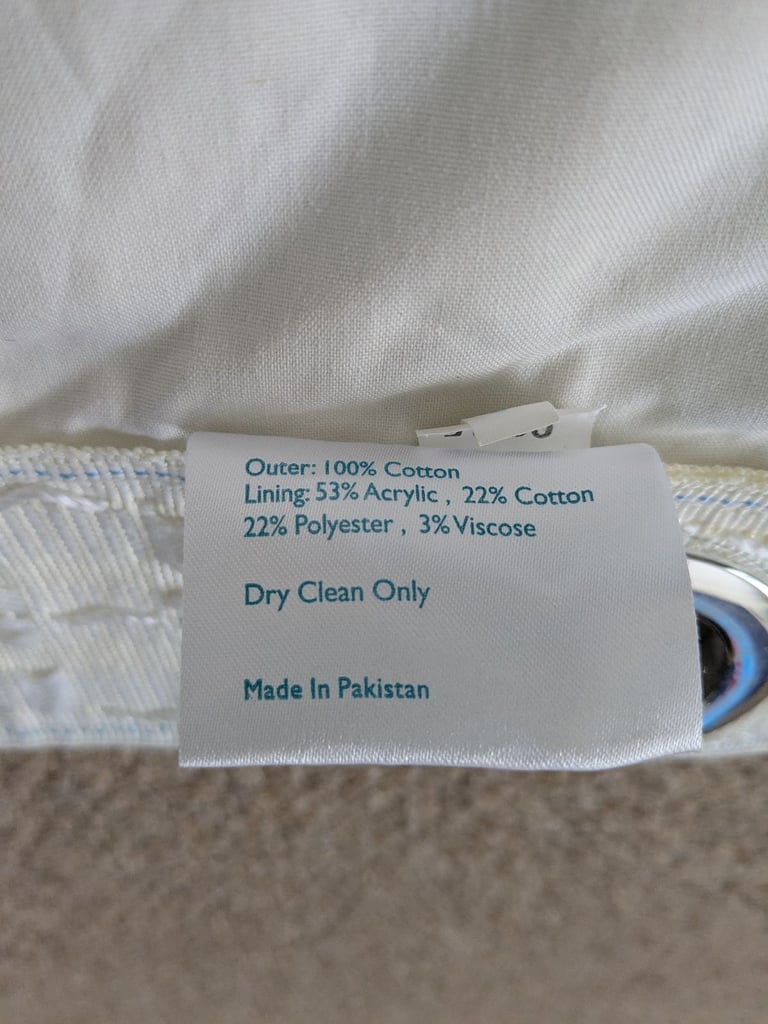 Outer: 100% Cotton
Lining: 53% Acrylic , 22% Cotton
22% Polyester , 3% Viscose
Dry Clean Only
Made In Pakistan